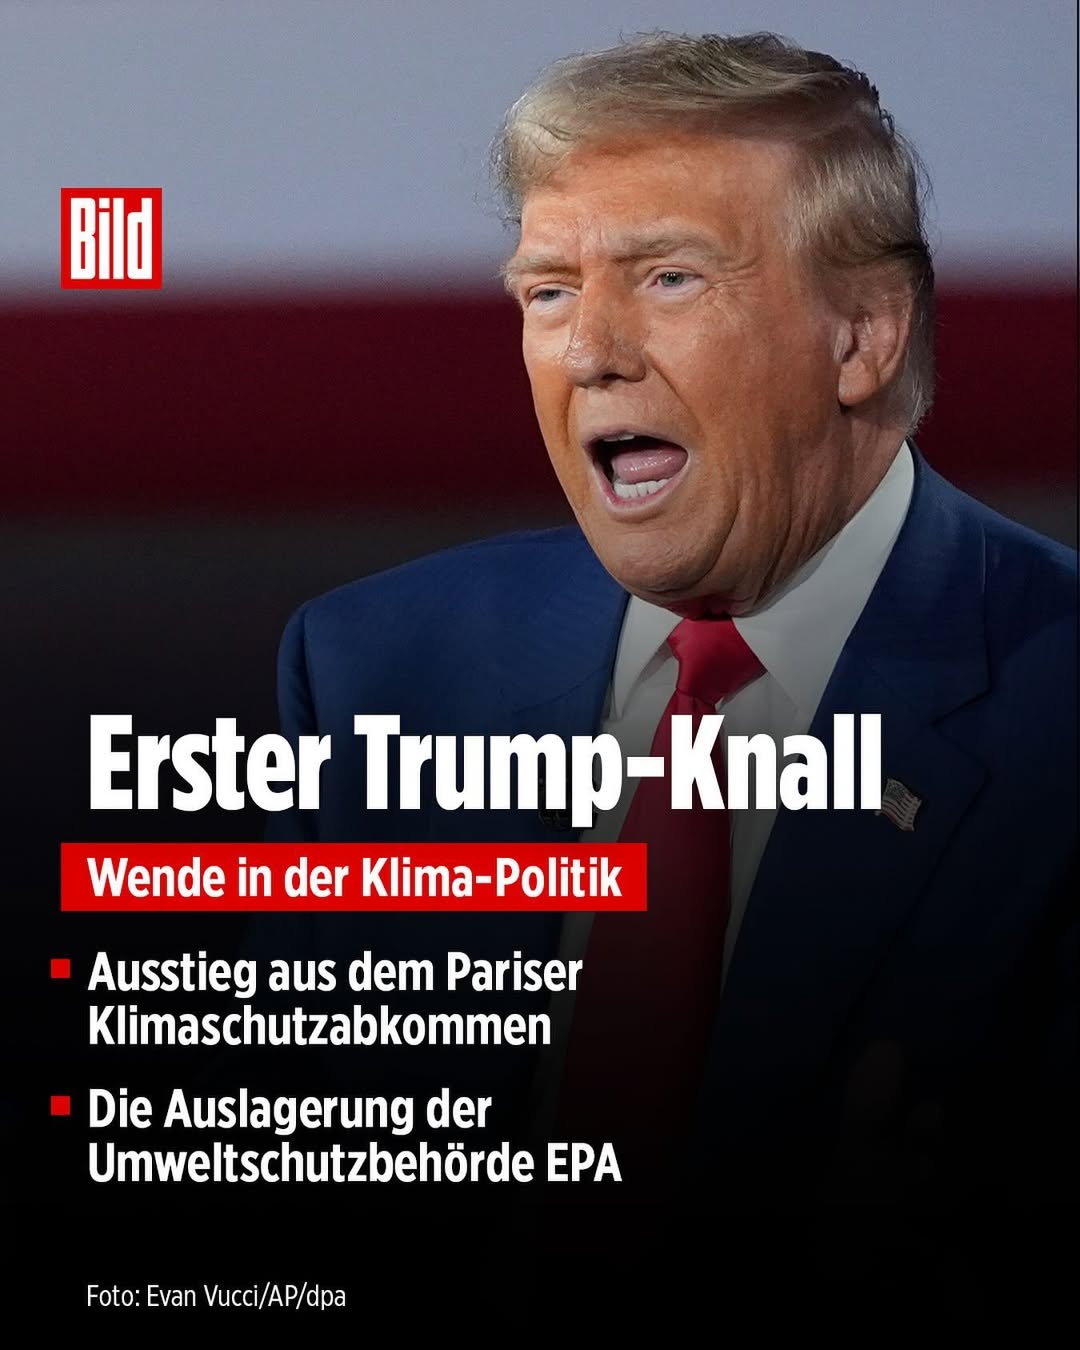 Bild
Erster Trump-Knall
Wende in der Klima-Politik
Ausstieg aus dem Pariser
Klimaschutzabkommen
Die Auslagerung der
Umweltschutzbehörde EPA
Foto: Evan Vucci/AP/dpa